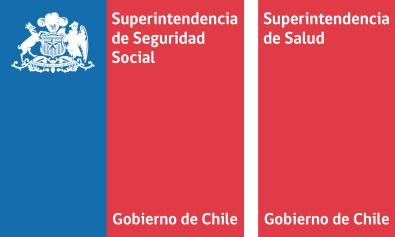 Superintendencia
de Seguridad
Social
Gobierno de Chile
Superintendencia
de Salud
Gobierno de Chile